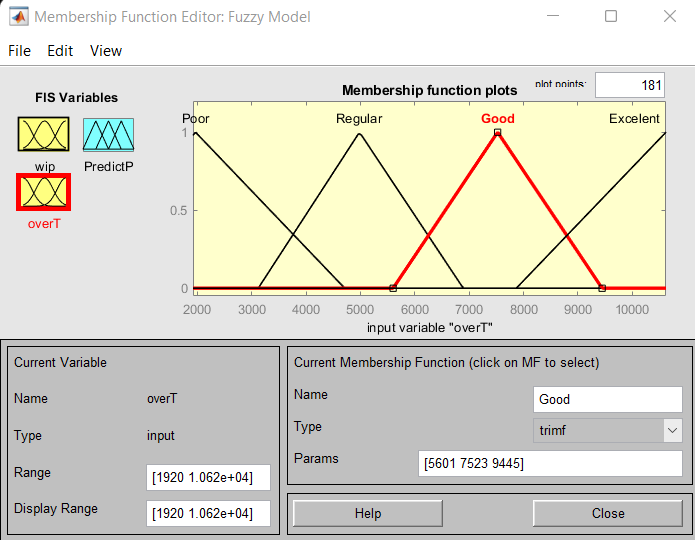 Membership Function Editor: Fuzzy Model
File Edit View
FIS Variables
wip PredictP
overT
Membership function plots
plot points:
181
Poor Regular Good Excelent
1
0.5
0
2000 3000 4000 5000 6000 7000 8000 9000 10000
input variable "overT"
Current Variable
Name overT
Type input
Range [1920 1.062e+04]
Display Range [1920 1.062e+04]
Current Membership Function (click on MF to select)
Name Good
Type trimf
Params [5601 7523 9445]
Help Close